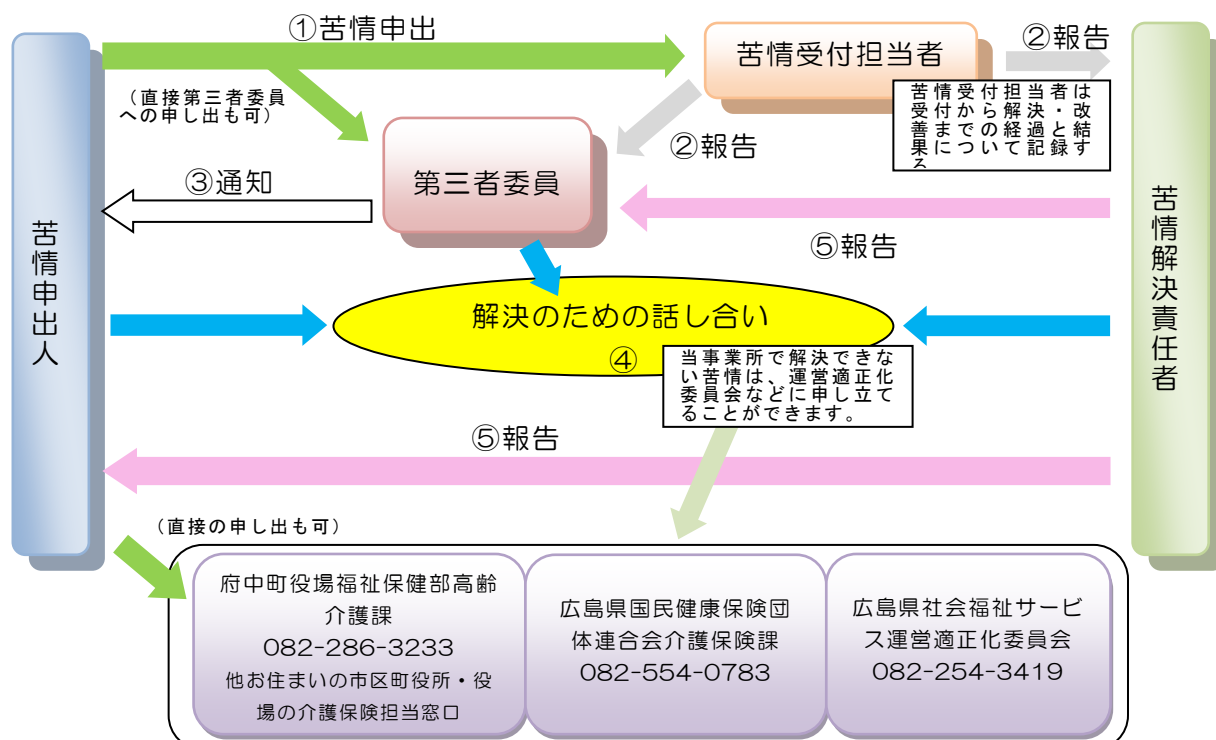 ①苦情申出
苦情受付担当者
②報告
（直接第三者委員
への申し出も可）
苦情受付担当者は
受付から解決・改
善までの経過と結
果について記録す
る
②報告
第三者委員
③通知
⑤報告
苦情申出人
苦情解決責任者
解決のための話し合い
④
当事業所で解決できな
い苦情は、運営適正化
委員会などに申し立て
ることができます。
⑤報告
（直接の申し出も可）
府中町役場福祉保健部高齢
介護課
082-286-3233
他お住まいの市区町役所・役
場の介護保険担当窓口
広島県国民健康保険団
体連合会介護保険課
082-554-0783
広島県社会福祉サービ
ス運営適正化委員会
082-254-3419